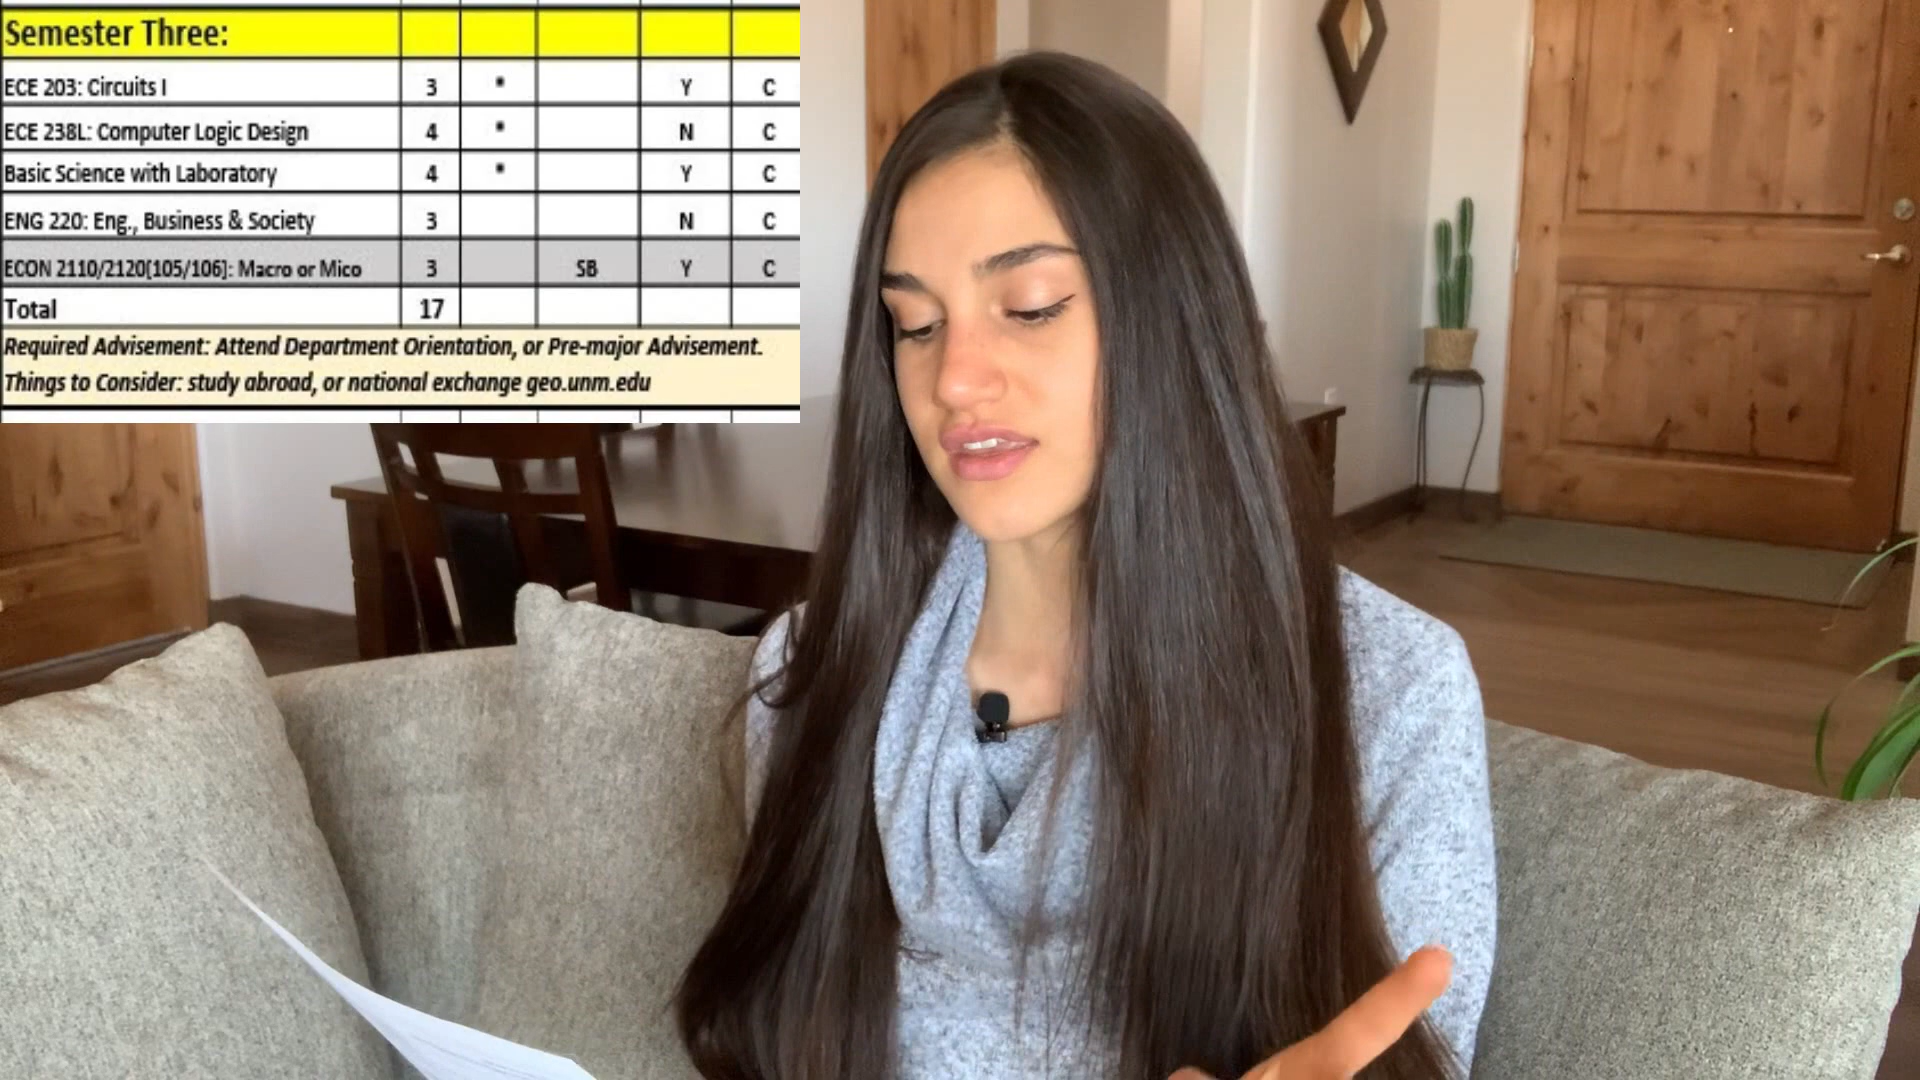 Semester Three:
ECE 203: Circuits I 3 * Y C
ECE 238L: Computer Logic Design 4 * N C
Basic Science with Laboratory 4 * Y C
ENG 220: Eng., Business & Society 3 N C
ECON 2110/2120[105/106]: Macro or Mico 3 SB Y C
Total 17
Required Advisement: Attend Department Orientation, or Pre-major Advisement.
Things to Consider: study abroad, or national exchange geo.unm.edu